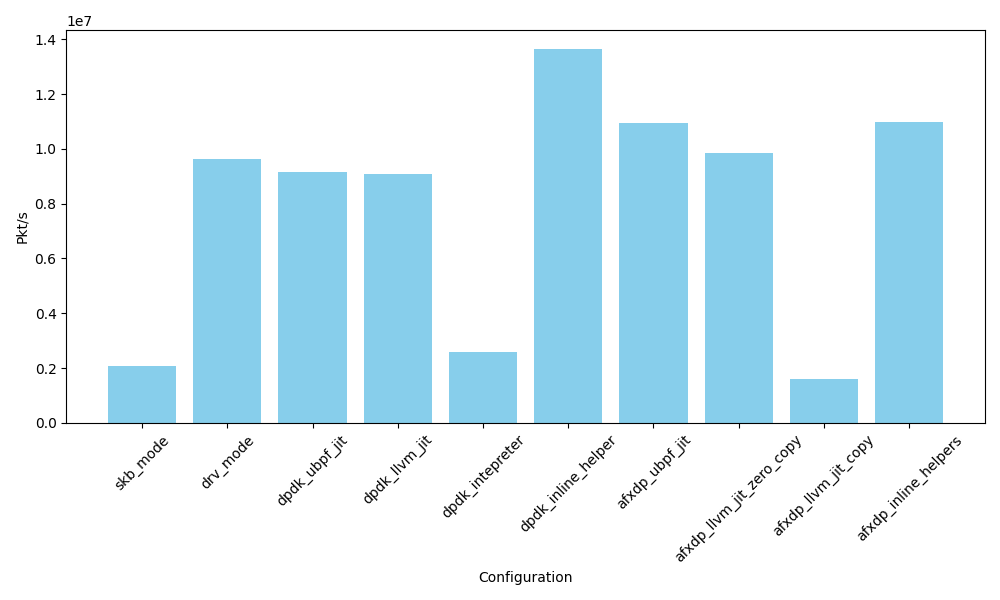 1e7
1.4
1.2
1.0
0.8
0.6
0.4
0.2
0.0
Pkt/s
skb_mode
drv_mode
dpdk_ubpf_jit
dpdk_llvm_jit
dpdk_intepreter
dpdk_inline_helper
afxdp_ubpf_jit
afxdp_llvm_jit_zero_copy
afxdp_llvm_jit_copy
afxdp_inline_helpers
Configuration